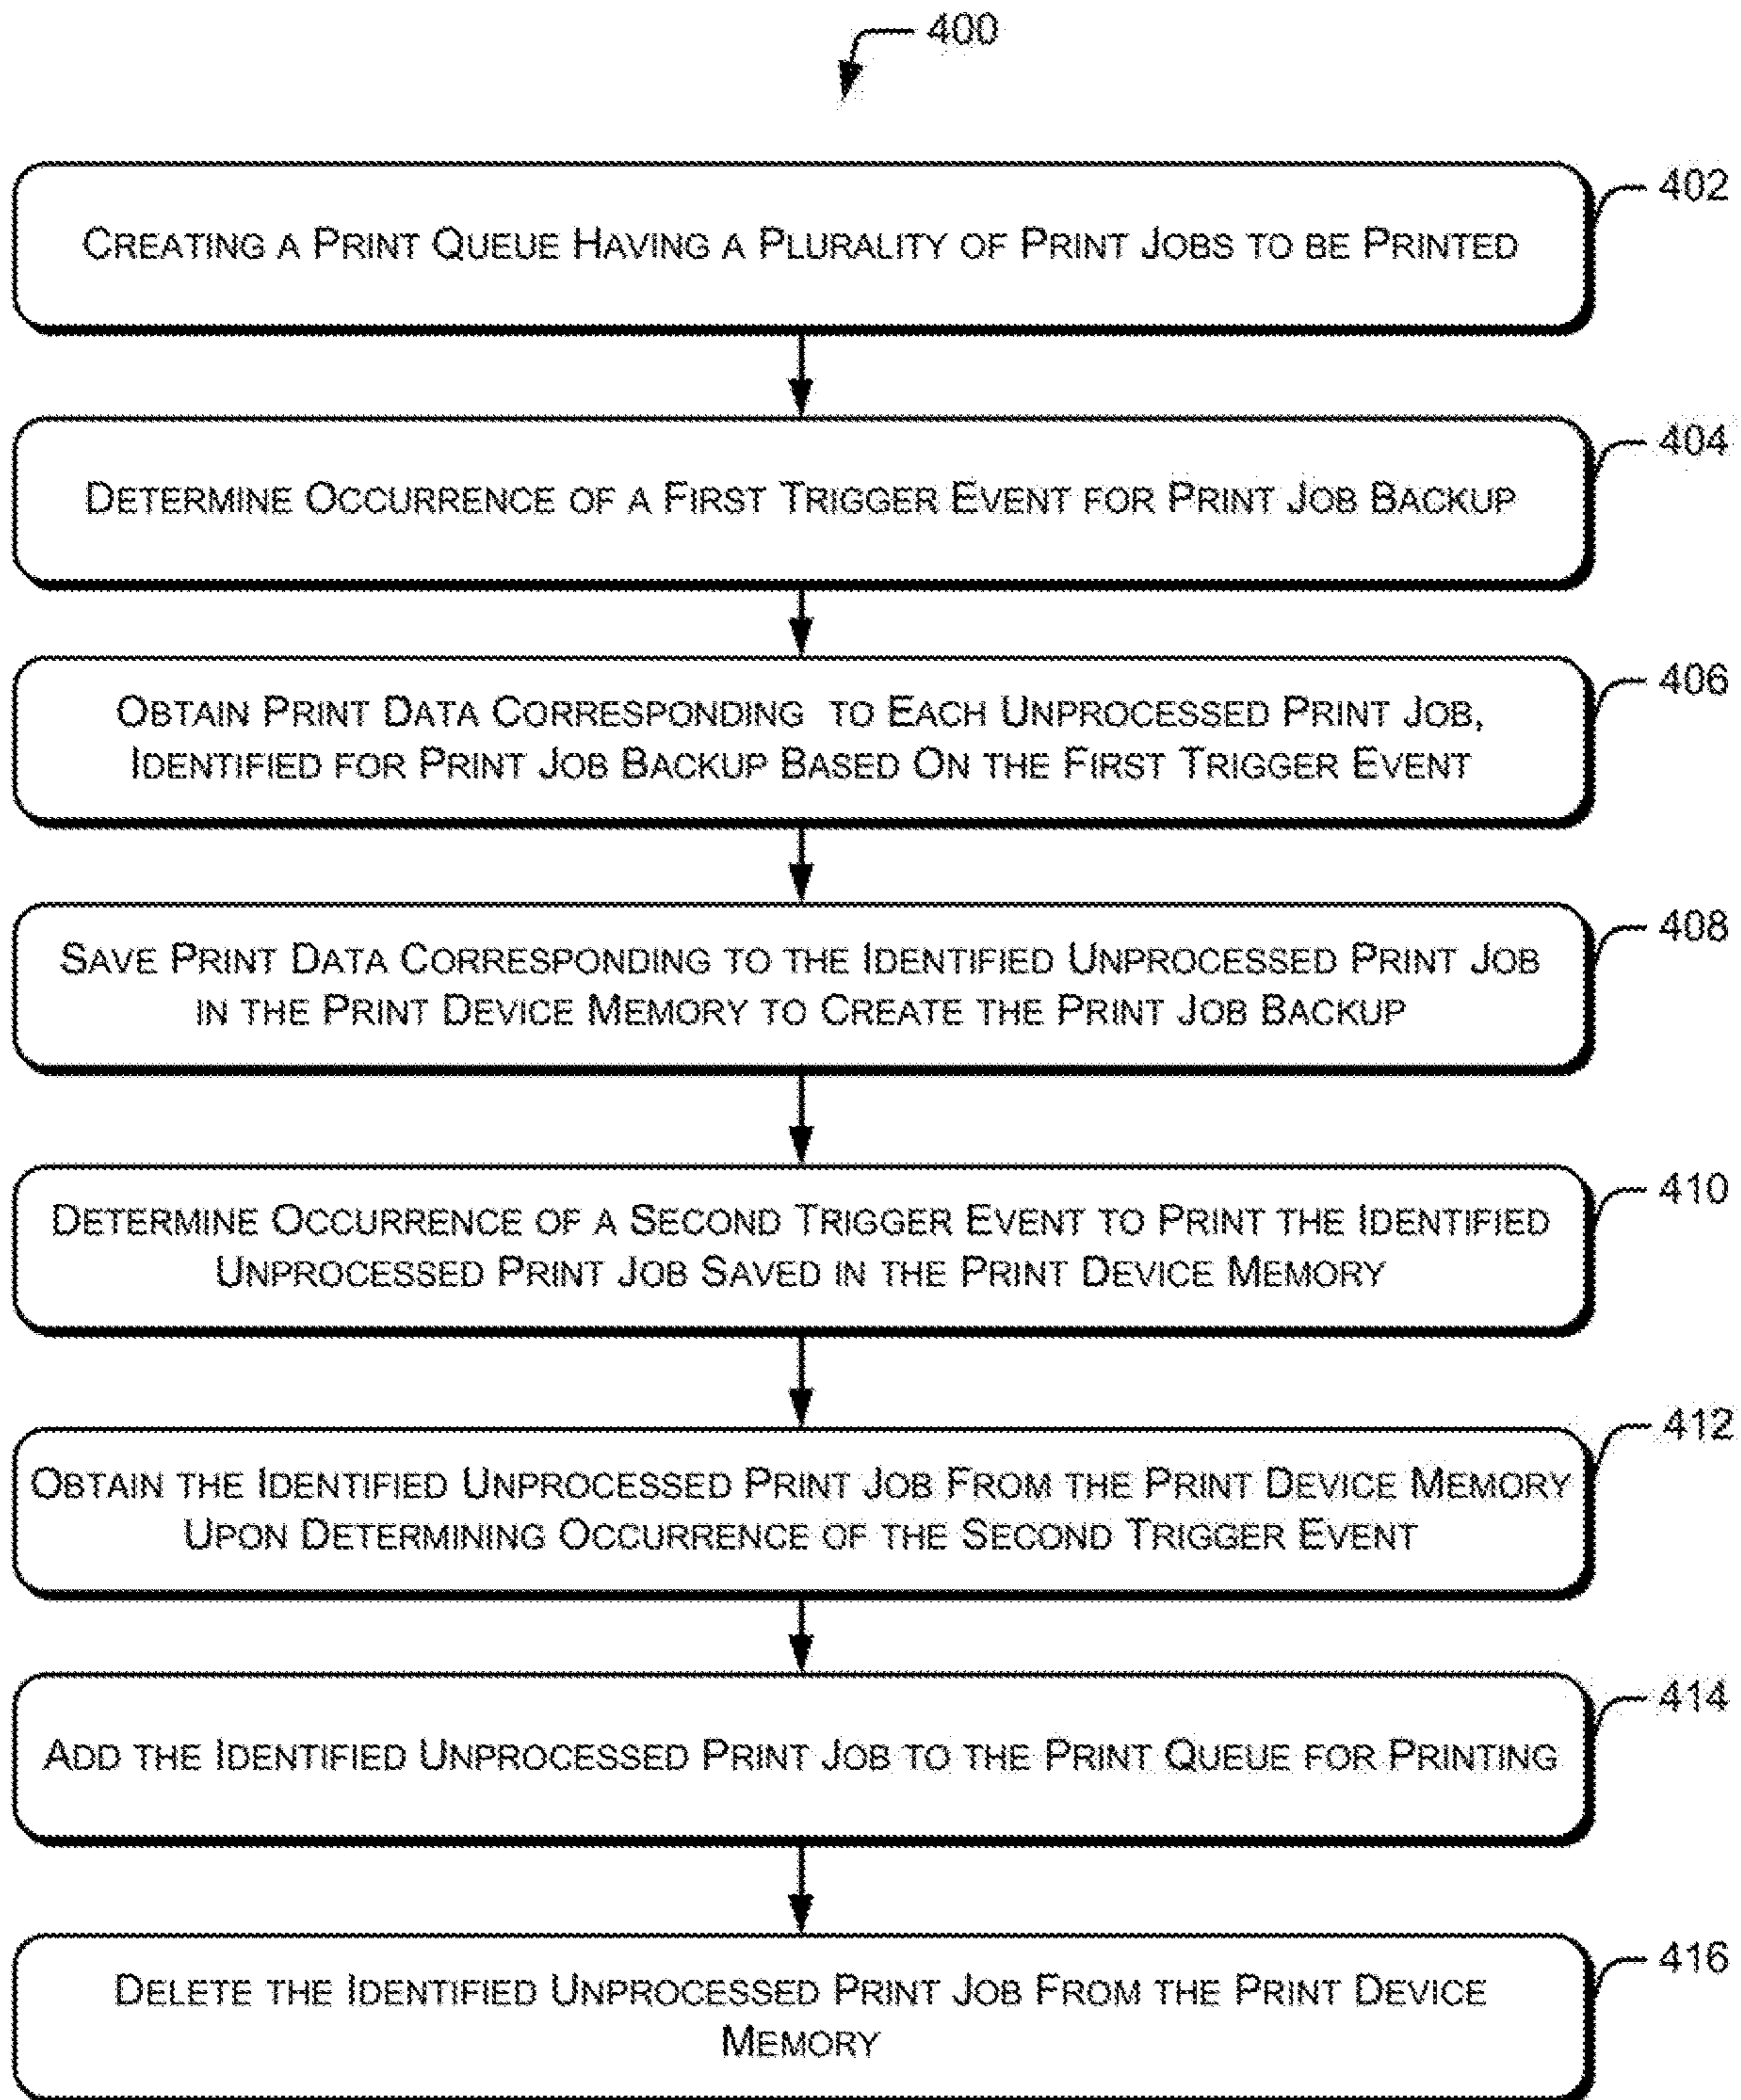 400
402
CREATING A PRINT QUEUE HAVING A PLURALITY OF PRINT JOBS TO BE PRINTED
404
DETERMINE OCCURRENCE OF A FIRST TRIGGER EVENT FOR PRINT JOB BACKUP
406
OBTAIN PRINT DATA CORRESPONDING TO EACH UNPROCESSED PRINT JOB,
IDENTIFIED FOR PRINT JOB BACKUP BASED ON THE FIRST TRIGGER EVENT
408
SAVE PRINT DATA CORRESPONDING TO THE IDENTIFIED UNPROCESSED PRINT JOB
IN THE PRINT DEVICE MEMORY TO CREATE THE PRINT JOB BACKUP
410
DETERMINE OCCURRENCE OF A SECOND TRIGGER EVENT TO PRINT THE IDENTIFIED
UNPROCESSED PRINT JOB SAVED IN THE PRINT DEVICE MEMORY
412
OBTAIN THE IDENTIFIED UNPROCESSED PRINT JOB FROM THE PRINT DEVICE MEMORY
UPON DETERMINING OCCURRENCE OF THE SECOND TRIGGER EVENT
414
ADD THE IDENTIFIED UNPROCESSED PRINT JOB TO THE PRINT QUEUE FOR PRINTING
416
DELETE THE IDENTIFIED UNPROCESSED PRINT JOB FROM THE PRINT DEVICE
MEMORY